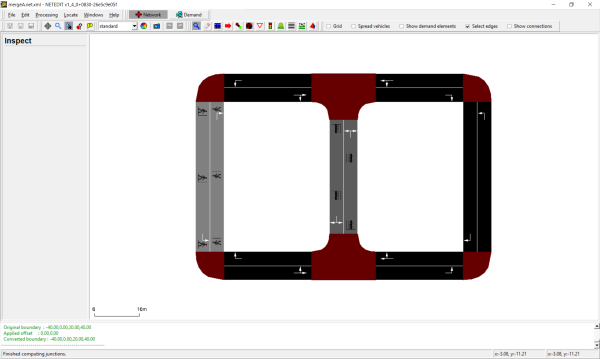 mergeA.net.xml - NETEDIT v1_4_0+0830-26e5c9e051
File Edit Processing Locate Windows Help Network Demand
standard Grid Spread vehicles Show demand elements Select edges Show connections
Inspect
0 10m
Original boundary : -40.00,0.00,20.00,40.00
Applied offset : 0.00,0.00
Converted boundary : -40.00,0.00,20.00,40.00
Finished computing junctions. x:-3.08, y:-11.21 x:-3.08, y:-11.21